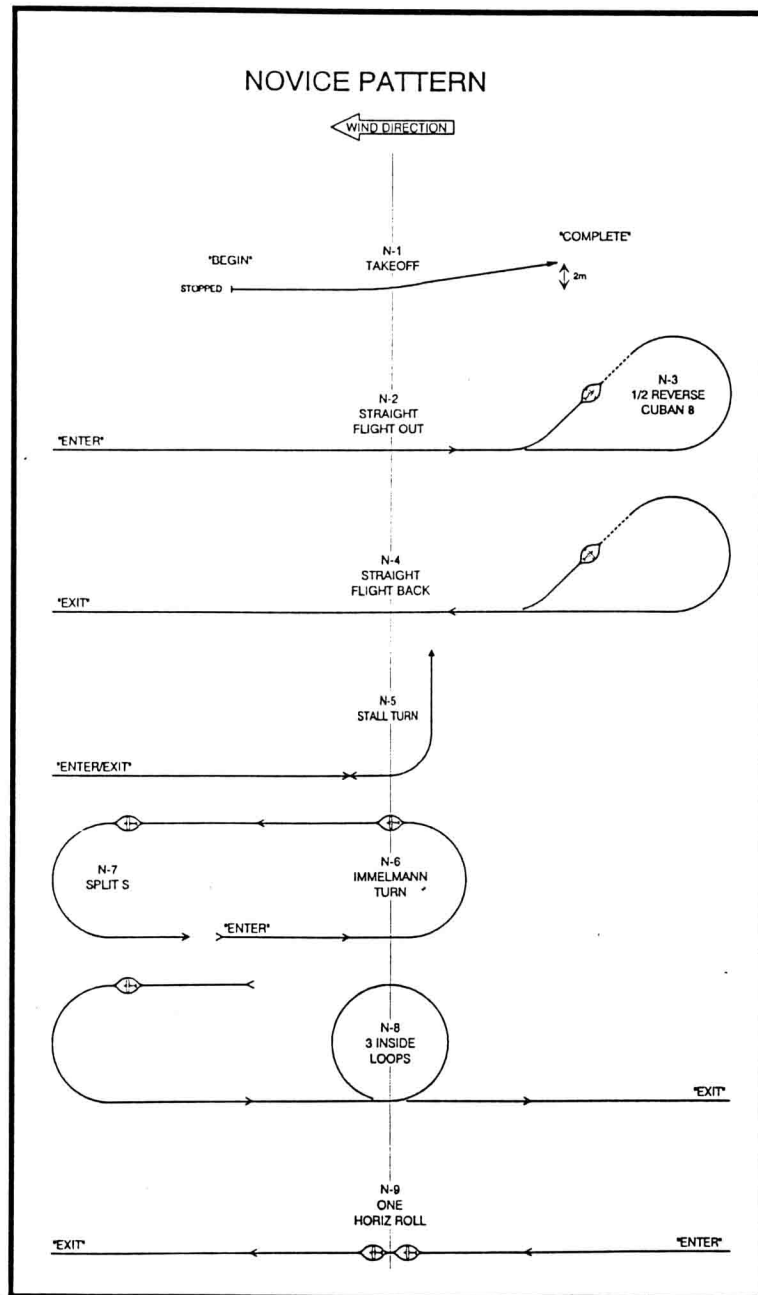 NOVICE PATTERN
WIND DIRECTION
N-1
TAKEOFF
"BEGIN"
"COMPLETE"
STOPPED
2m
N-2
STRAIGHT
FLIGHT OUT
N-3
1/2 REVERSE
CUBAN 8
"ENTER"
N-4
STRAIGHT
FLIGHT BACK
"EXIT"
N-5
STALL TURN
"ENTER/EXIT"
N-7
SPLIT S
N-6
IMMELMANN
TURN
"ENTER"
N-8
3 INSIDE
LOOPS
"EXIT"
N-9
ONE
HORIZ ROLL
"EXIT"
"ENTER"